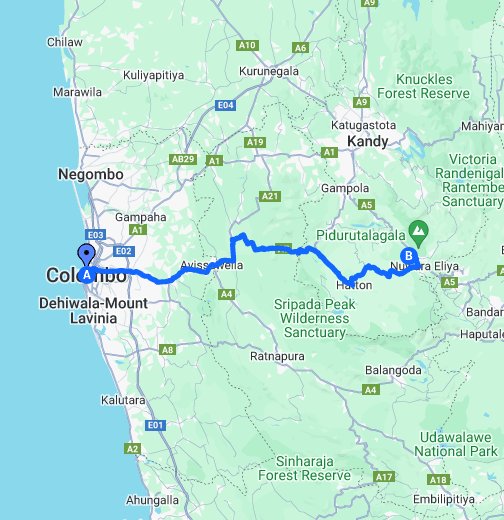 Chilaw
A10
A6
Kuliyapitiya
Kurunegala
Knuckles
Forest Reserve
Marawila
A9
E04
Katugastota
Mahiya
A19
Kandy
AB29
A1
A1
Victoria
Randenigal
Rantembe
Sanctuary
Negombo
Gampola
A21
A5
Gampaha
A1
E03
E02
Pidurutalagala
B
A
Colombo
Avissawella
Nuwara Eliya
A5
Hatton
A4
Dehiwala-Mount
Lavinia
Sripada Peak
Wilderness
Sanctuary
Bandar
Haputale
A8
Ratnapura
Balangoda
A4
Kalutara
E01
A2
Udawalawe
National Park
Sinharaja
Forest Reserve
A17
A18
Embilipitiya
Ahungalla